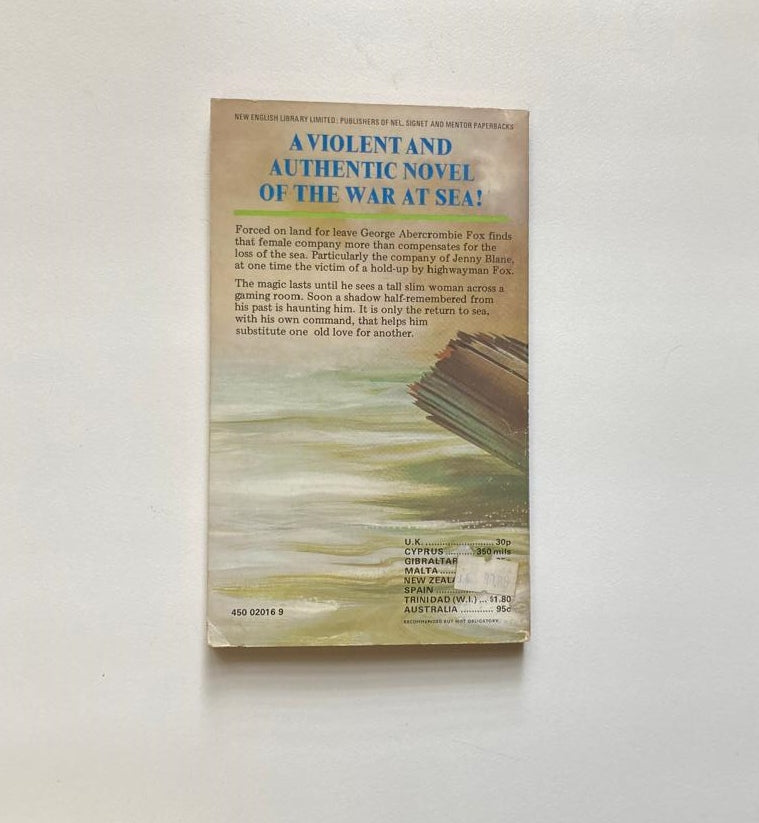 NEW ENGLISH LIBRARY LIMITED: PUBLISHERS OF NEL, SIGNET AND MENTOR PAPERBACKS
A VIOLENT AND
AUTHENTIC NOVEL
OF THE WAR AT SEA!
Forced on land for leave George Abercrombie Fox finds
that female company more than compensates for the
loss of the sea. Particularly the company of Jenny Blane,
at one time the victim of a hold-up by highwayman Fox.
The magic lasts until he sees a tall slim woman across a
gaming room. Soon a shadow half-remembered from
his past is haunting him. It is only the return to sea,
with his own command, that helps him
substitute one old love for another.
U.K. ........................ 30p
CYPRUS .......... 350 mils
GIBRALTAR
MALTA ......
NEW ZEALA
SPAIN ................
TRINIDAD (W.I.) ... $1.80
AUSTRALIA ............ 95c
RECOMMENDED BUT NOT OBLIGATORY.
450 02016 9